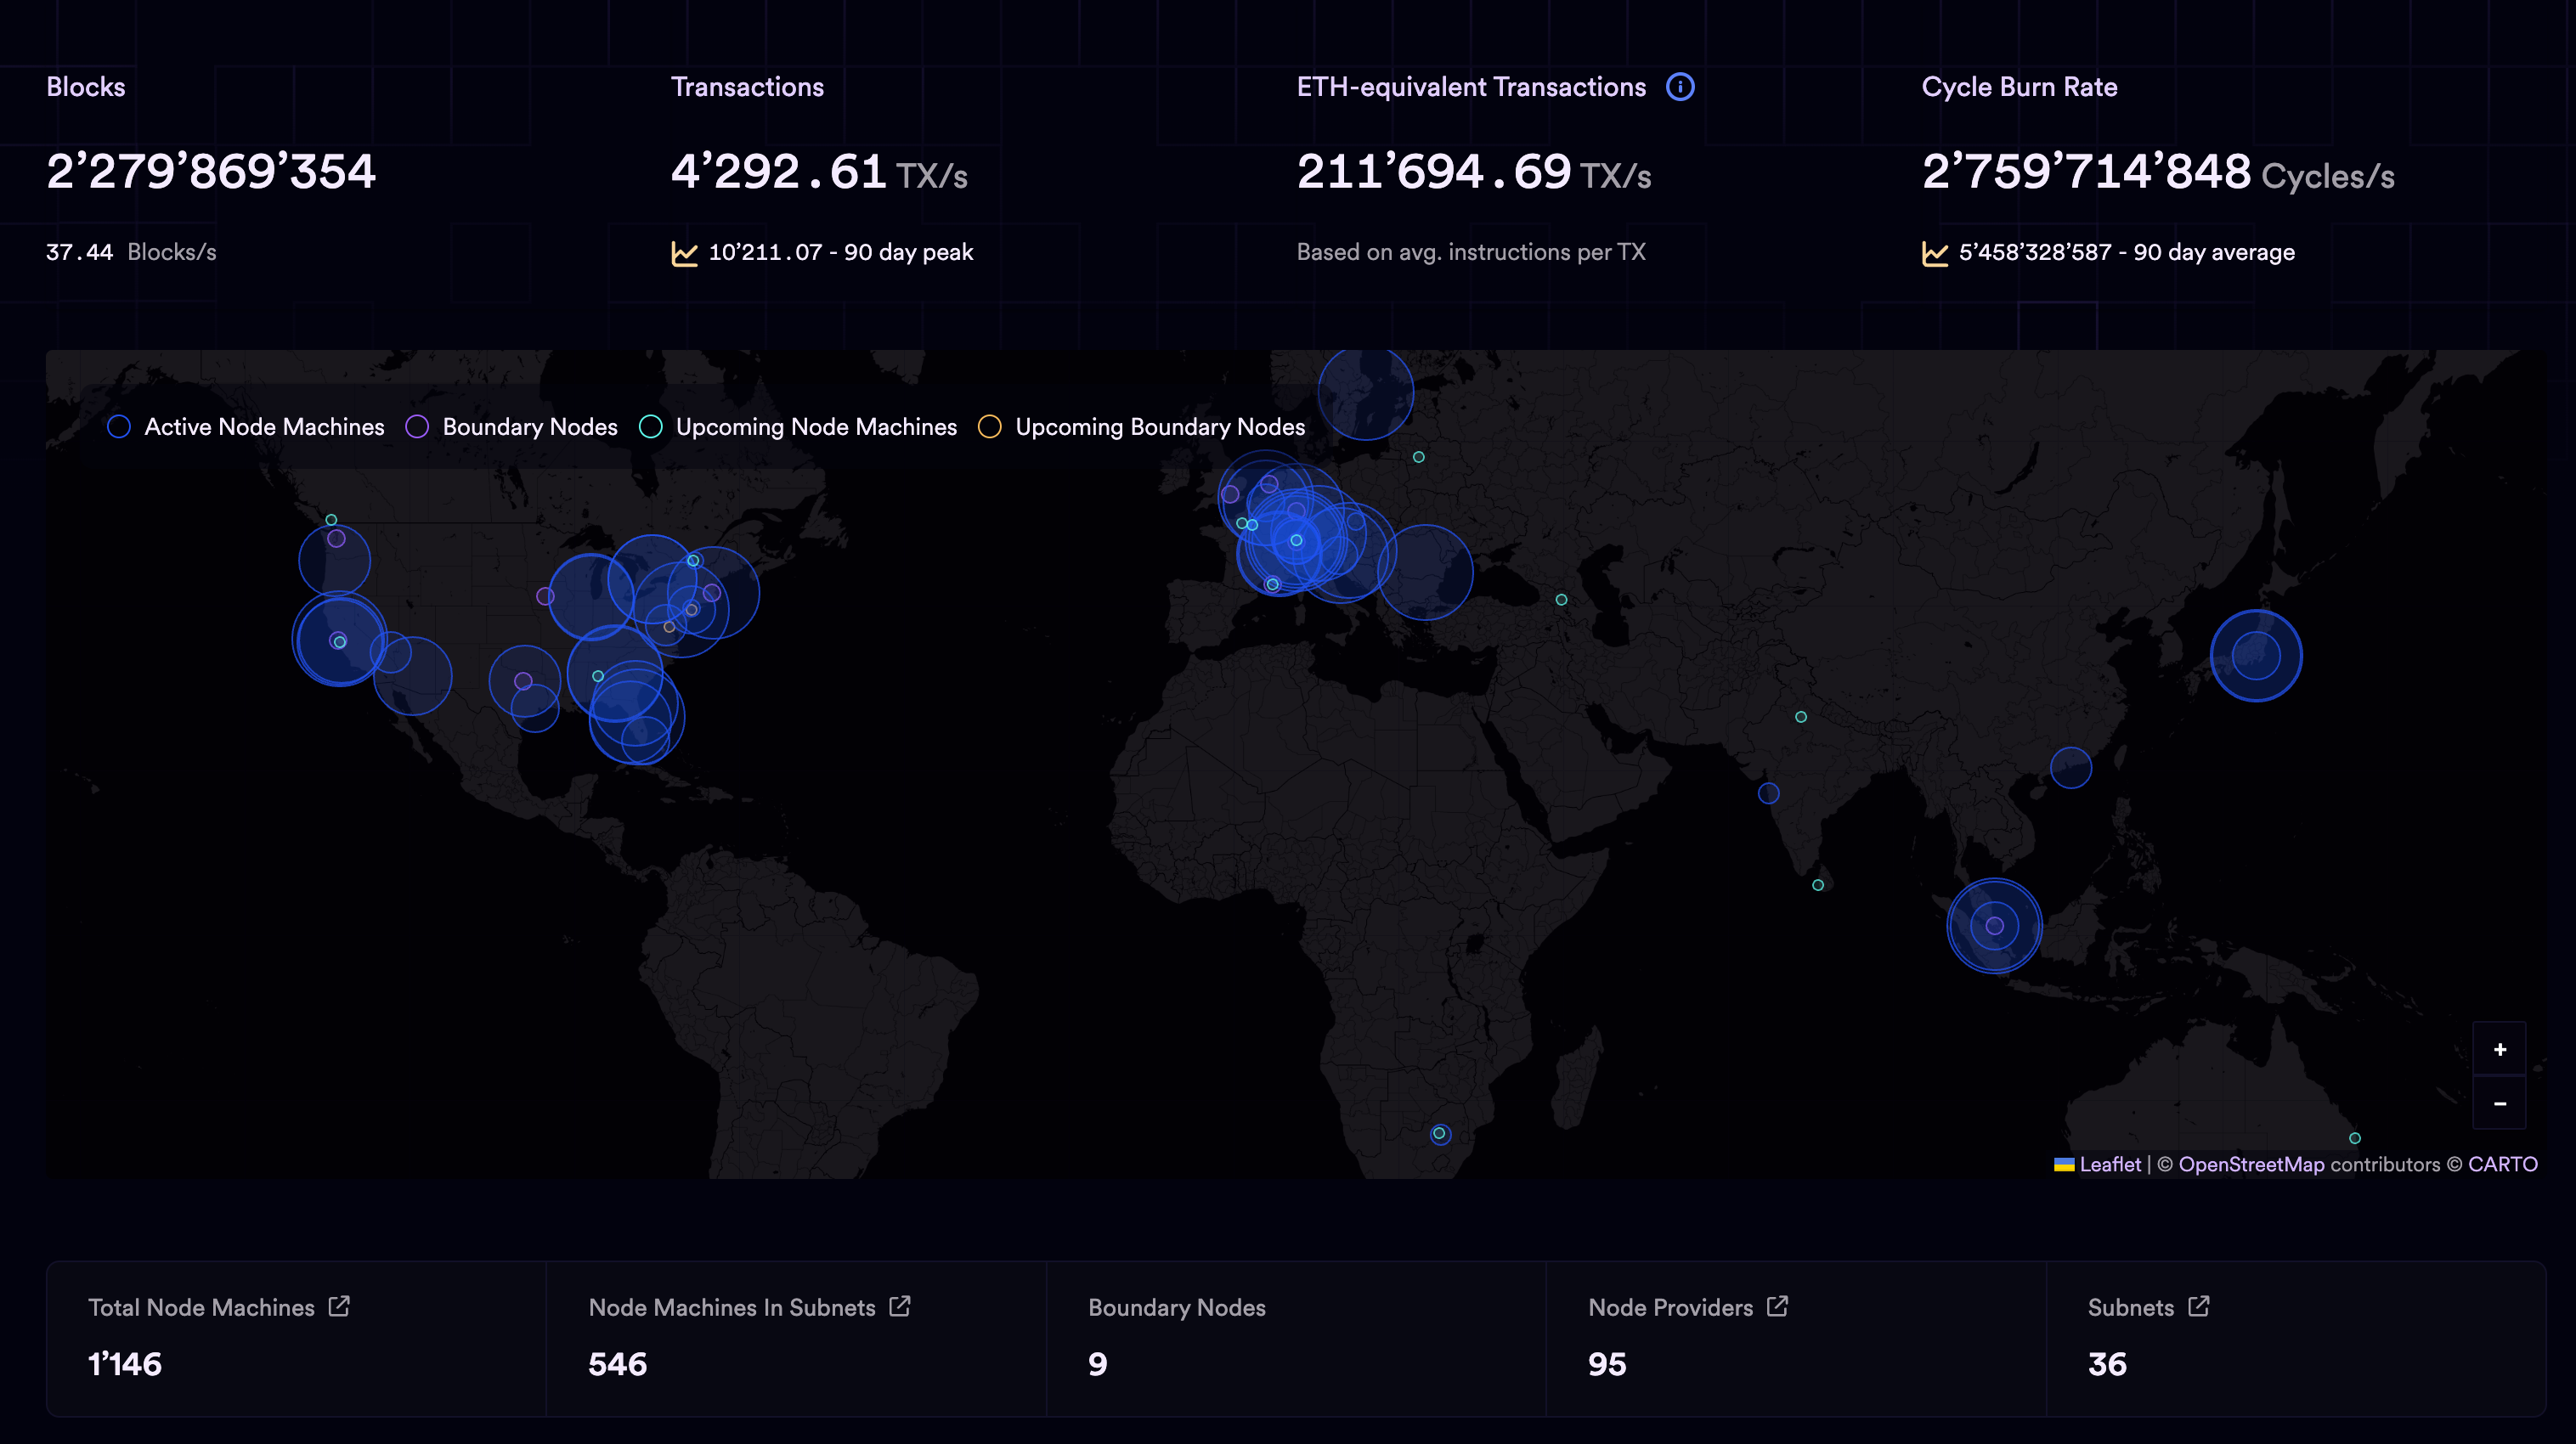 Blocks
Transactions
ETH-equivalent Transactions
Cycle Burn Rate
2’279’869’354
4’292.61 TX/s
211’694.69 TX/s
2’759’714’848 Cycles/s
37.44 Blocks/s
10’211.07 - 90 day peak
Based on avg. instructions per TX
5’458’328’587 - 90 day average
Active Node Machines
Boundary Nodes
Upcoming Node Machines
Upcoming Boundary Nodes
+
−
Leaflet | © OpenStreetMap contributors © CARTO
Total Node Machines
Node Machines In Subnets
Boundary Nodes
Node Providers
Subnets
1’146
546
9
95
36